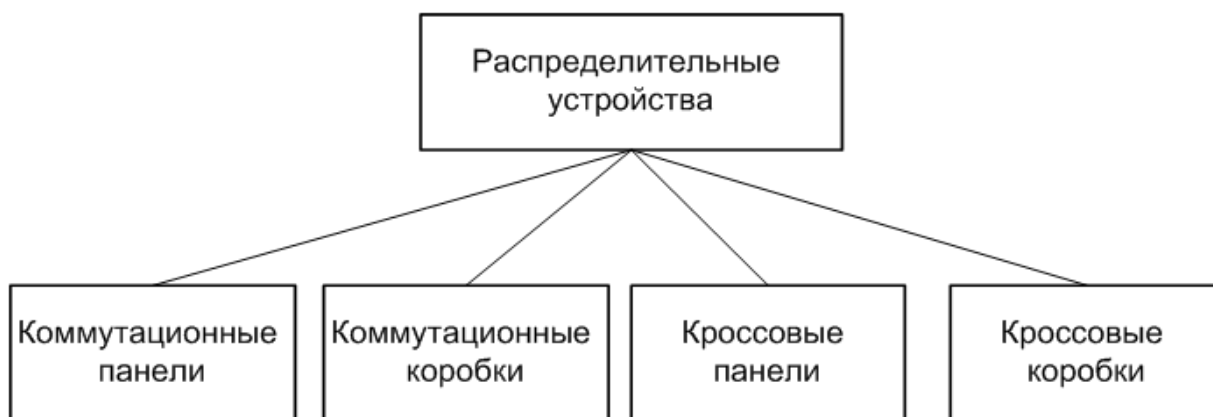 Распределительные
устройства
Коммутационные
панели
Коммутационные
коробки
Кроссовые
панели
Кроссовые
коробки